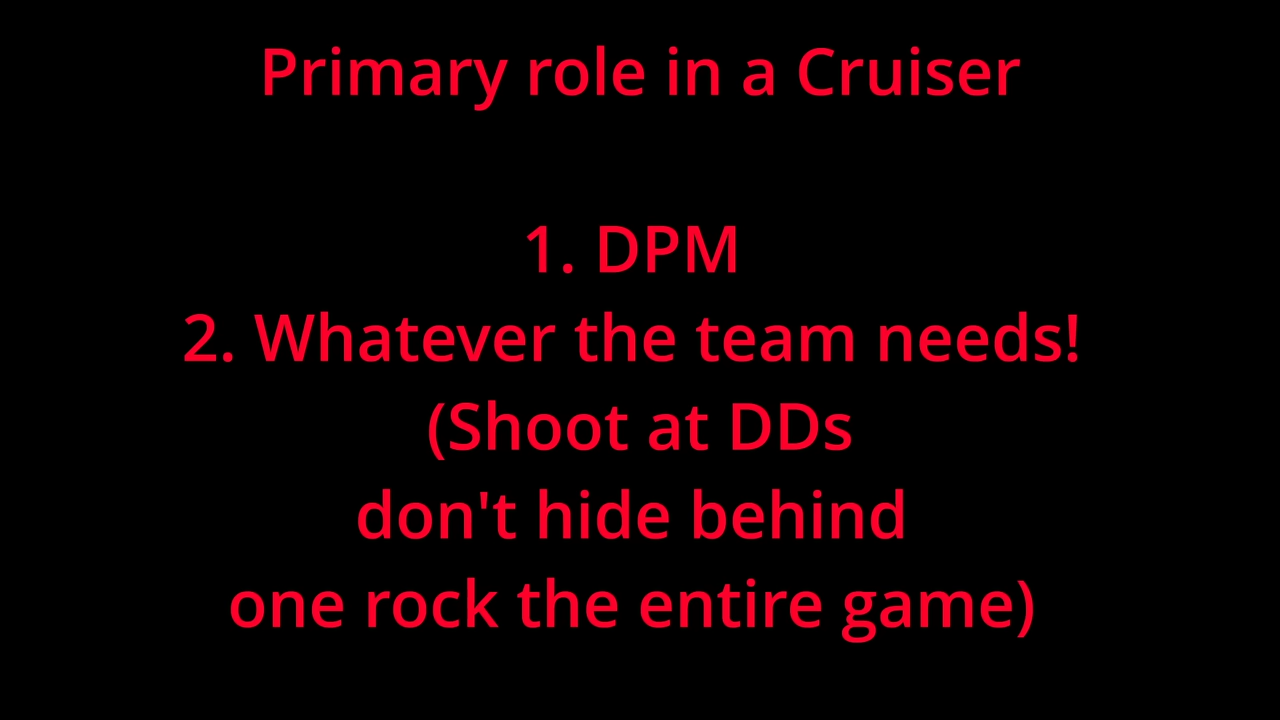 Primary role in a Cruiser
1. DPM
2. Whatever the team needs!
(Shoot at DDs
don't hide behind
one rock the entire game)